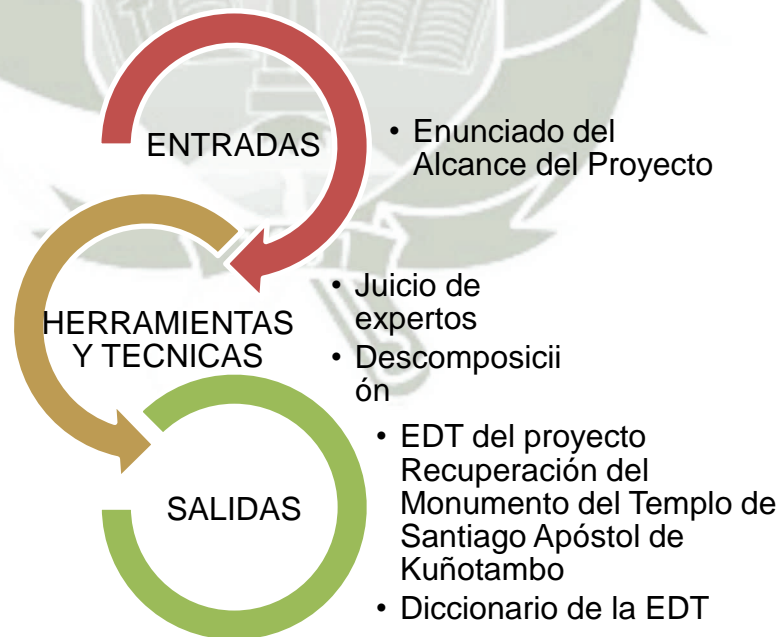 ENTRADAS
• Enunciado del
Alcance del Proyecto
HERRAMIENTAS
Y TECNICAS
• Juicio de
expertos
• Descomposicii
ón
SALIDAS
• EDT del proyecto
Recuperación del
Monumento del Templo de
Santiago Apóstol de
Kuñotambo
• Diccionario de la EDT